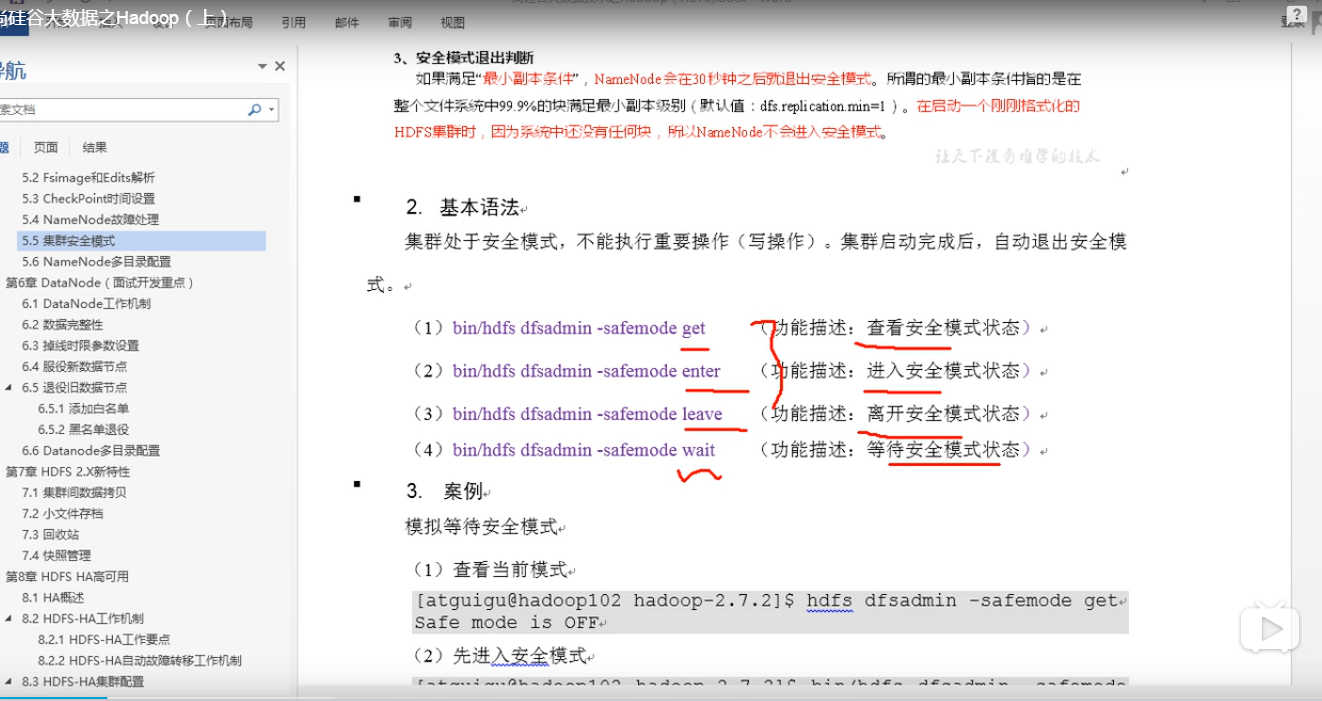 尚硅谷大数据之Hadoop（上）
页面布局
引用
邮件
审阅
视图
登录
?
导航
索文档
题
页面
结果
5.2 Fsimage和Edits解析
5.3 CheckPoint时间设置
5.4 NameNode故障处理
5.5 集群安全模式
5.6 NameNode多目录配置
第6章 DataNode（面试开发重点）
6.1 DataNode工作机制
6.2 数据完整性
6.3 掉线时限参数设置
6.4 服役新数据节点
6.5 退役旧数据节点
6.5.1 添加白名单
6.5.2 黑名单退役
6.6 Datanode多目录配置
第7章 HDFS 2.X新特性
7.1 集群间数据拷贝
7.2 小文件存档
7.3 回收站
7.4 快照管理
第8章 HDFS HA高可用
8.1 HA概述
8.2 HDFS-HA工作机制
8.2.1 HDFS-HA工作要点
8.2.2 HDFS-HA自动故障转移工作机制
8.3 HDFS-HA集群配置
3、安全模式退出判断
如果满足“最小副本条件”，NameNode会在30秒钟之后就退出安全模式。所谓的最小副本条件指的是在
整个文件系统中99.9%的块满足最小副本级别（默认值：dfs.replication.min=1）。在启动一个刚刚格式化的
HDFS集群时，因为系统中还没有任何块，所以NameNode不会进入安全模式。
让天下没有难学的技术
2. 基本语法
集群处于安全模式，不能执行重要操作（写操作）。集群启动完成后，自动退出安全模
式。
（1）bin/hdfs dfsadmin -safemode get （功能描述：查看安全模式状态）
（2）bin/hdfs dfsadmin -safemode enter （功能描述：进入安全模式状态）
（3）bin/hdfs dfsadmin -safemode leave （功能描述：离开安全模式状态）
（4）bin/hdfs dfsadmin -safemode wait （功能描述：等待安全模式状态）
3. 案例
模拟等待安全模式
（1）查看当前模式
[atguigu@hadoop102 hadoop-2.7.2]$ hdfs dfsadmin -safemode get
Safe mode is OFF
（2）先进入安全模式
[atguigu@hadoop102 hadoop-2.7.2]$ bin/hdfs dfsadmin -safemode